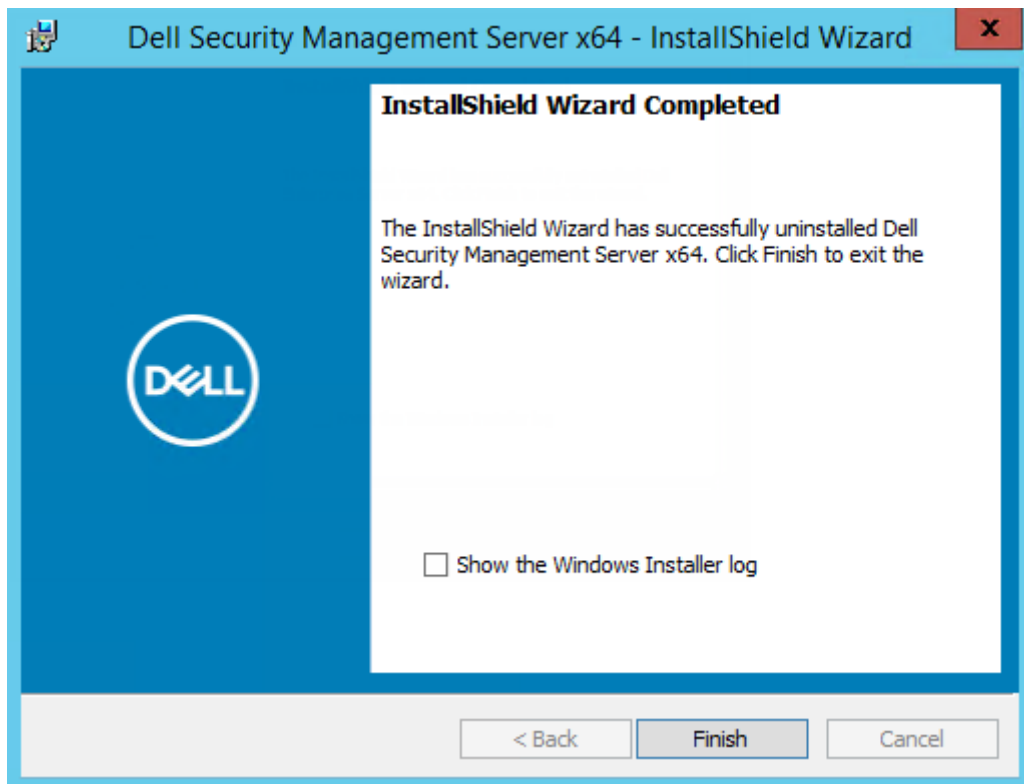 Dell Security Management Server x64 - InstallShield Wizard
x
InstallShield Wizard Completed
The InstallShield Wizard has successfully uninstalled Dell
Security Management Server x64. Click Finish to exit the
wizard.
DELL
Show the Windows Installer log
< Back
Finish
Cancel